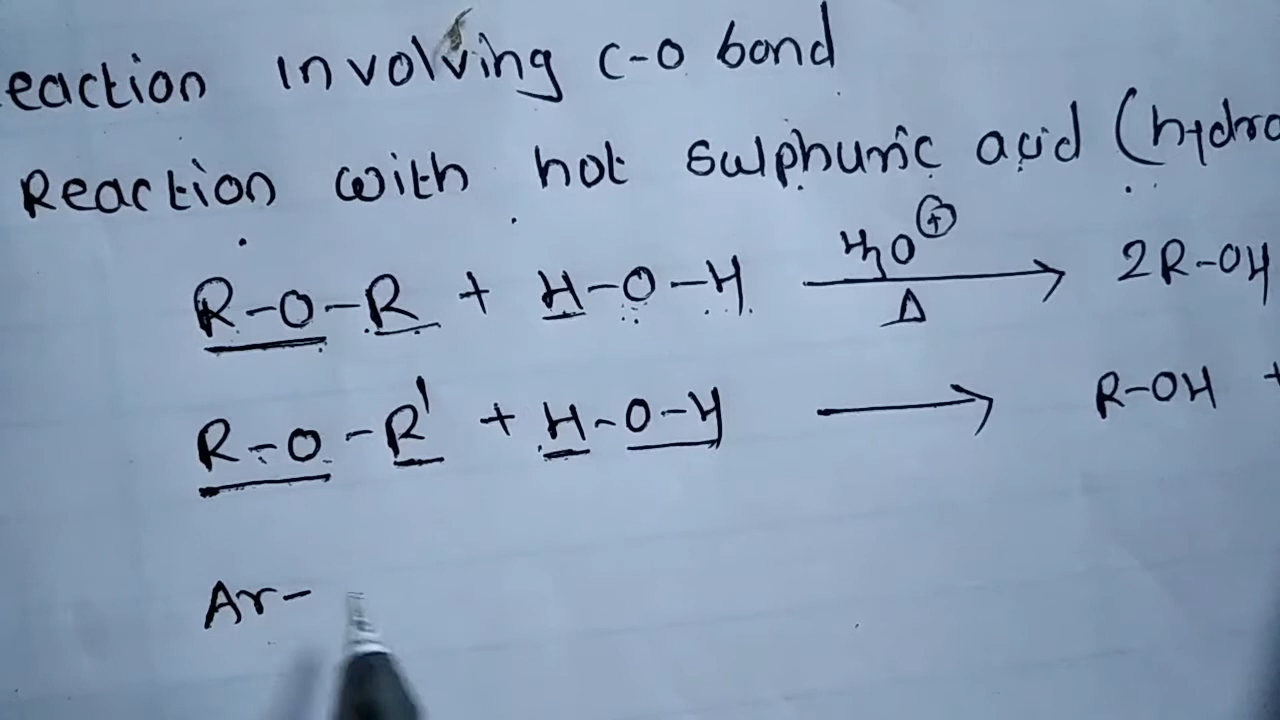 eaction involving C-O bond
Reaction with hot sulphuric acid (hydro
R-O-R + H-O-H H₃O⊕ Δ → 2R-OH
R-O-R' + H-O-H → R-OH +
Ar-